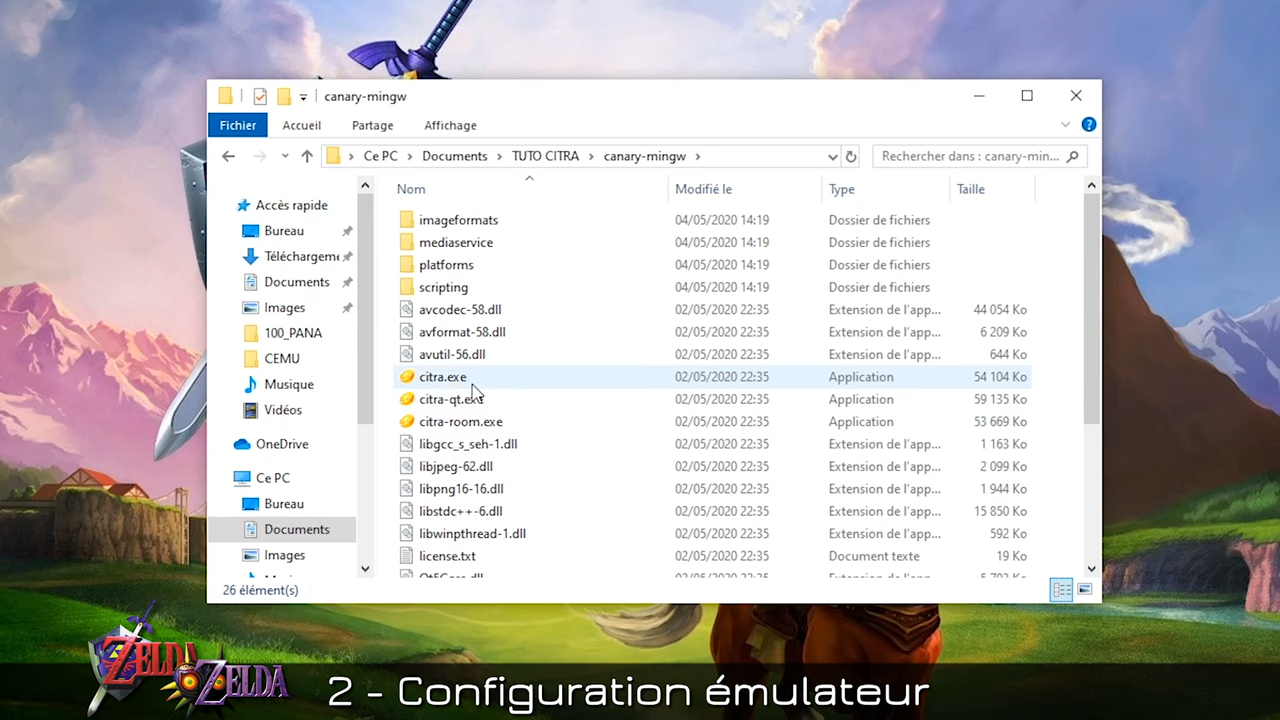 canary-mingw
Fichier Accueil Partage Affichage
Ce PC Documents TUTO CITRA canary-mingw Rechercher dans : canary-min...
Nom Modifié le Type Taille
Accès rapide
Bureau
Téléchargeme
Documents
Images
100_PANA
CEMU
Musique
Vidéos
OneDrive
Ce PC
Bureau
Documents
Images
imageformats 04/05/2020 14:19 Dossier de fichiers
mediaservice 04/05/2020 14:19 Dossier de fichiers
platforms 04/05/2020 14:19 Dossier de fichiers
scripting 04/05/2020 14:19 Dossier de fichiers
avcodec-58.dll 02/05/2020 22:35 Extension de l'app... 44 054 Ko
avformat-58.dll 02/05/2020 22:35 Extension de l'app... 6 209 Ko
avutil-56.dll 02/05/2020 22:35 Extension de l'app... 644 Ko
citra.exe 02/05/2020 22:35 Application 54 104 Ko
citra-qt.exe 02/05/2020 22:35 Application 59 135 Ko
citra-room.exe 02/05/2020 22:35 Application 53 669 Ko
libgcc_s_seh-1.dll 02/05/2020 22:35 Extension de l'app... 1 163 Ko
libjpeg-62.dll 02/05/2020 22:35 Extension de l'app... 2 099 Ko
libpng16-16.dll 02/05/2020 22:35 Extension de l'app... 1 944 Ko
libstdc++-6.dll 02/05/2020 22:35 Extension de l'app... 15 850 Ko
libwinpthread-1.dll 02/05/2020 22:35 Extension de l'app... 592 Ko
license.txt 02/05/2020 22:35 Document texte 19 Ko
26 élément(s)
ZELDA
ZELDA
2 - Configuration émulateur